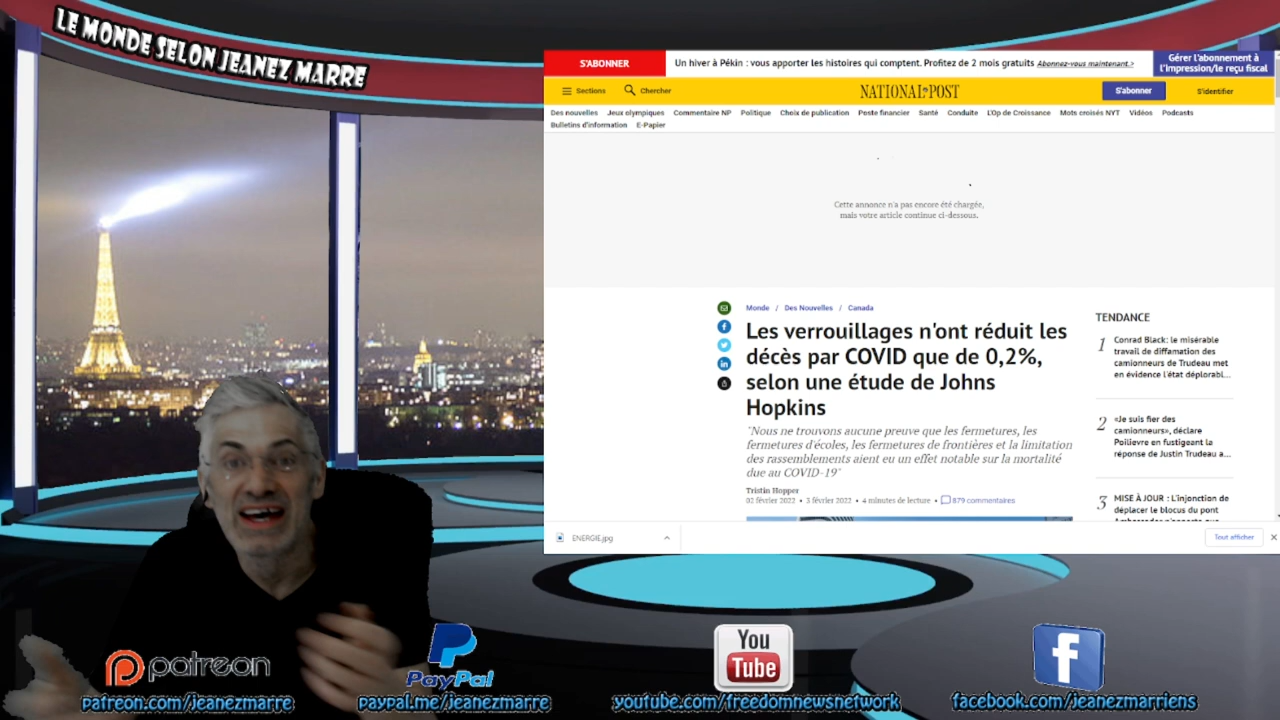 LE MONDE SELON JEANEZ MARRE
S'ABONNER
Un hiver à Pékin : vous apporter les histoires qui comptent. Profitez de 2 mois gratuits Abonnez-vous maintenant.>
Gérer l'abonnement à
l'impression/le reçu fiscal
Sections
Chercher
NATIONAL POST
S'abonner
S'identifier
Des nouvelles Jeux olympiques Commentaire NP Politique Choix de publication Poste financier Santé Conduite L'Op de Croissance Mots croisés NYT Vidéos Podcasts
Bulletins d'information E-Papier
Cette annonce n'a pas encore été chargée,
mais votre article continue ci-dessous.
Monde / Des Nouvelles / Canada
Les verrouillages n'ont réduit les
décès par COVID que de 0,2%,
selon une étude de Johns
Hopkins
"Nous ne trouvons aucune preuve que les fermetures, les
fermetures d'écoles, les fermetures de frontières et la limitation
des rassemblements aient eu un effet notable sur la mortalité
due au COVID-19"
Tristin Hopper
02 février 2022 • 3 février 2022 • 4 minutes de lecture • 879 commentaires
TENDANCE
1 Conrad Black: le misérable
travail de diffamation des
camionneurs de Trudeau met
en évidence l'état déplorabl...
2 «Je suis fier des
camionneurs», déclare
Poilievre en fustigeant la
réponse de Justin Trudeau a...
3 MISE À JOUR : L'injonction de
déplacer le blocus du pont
ENERGIE.jpg
Tout afficher
patreon
patreon.com/jeanezmarre
PayPal
paypal.me/jeanezmarre
You
Tube
youtube.com/freedomnewsnetwork
f
facebook.com/jeanezmarriens